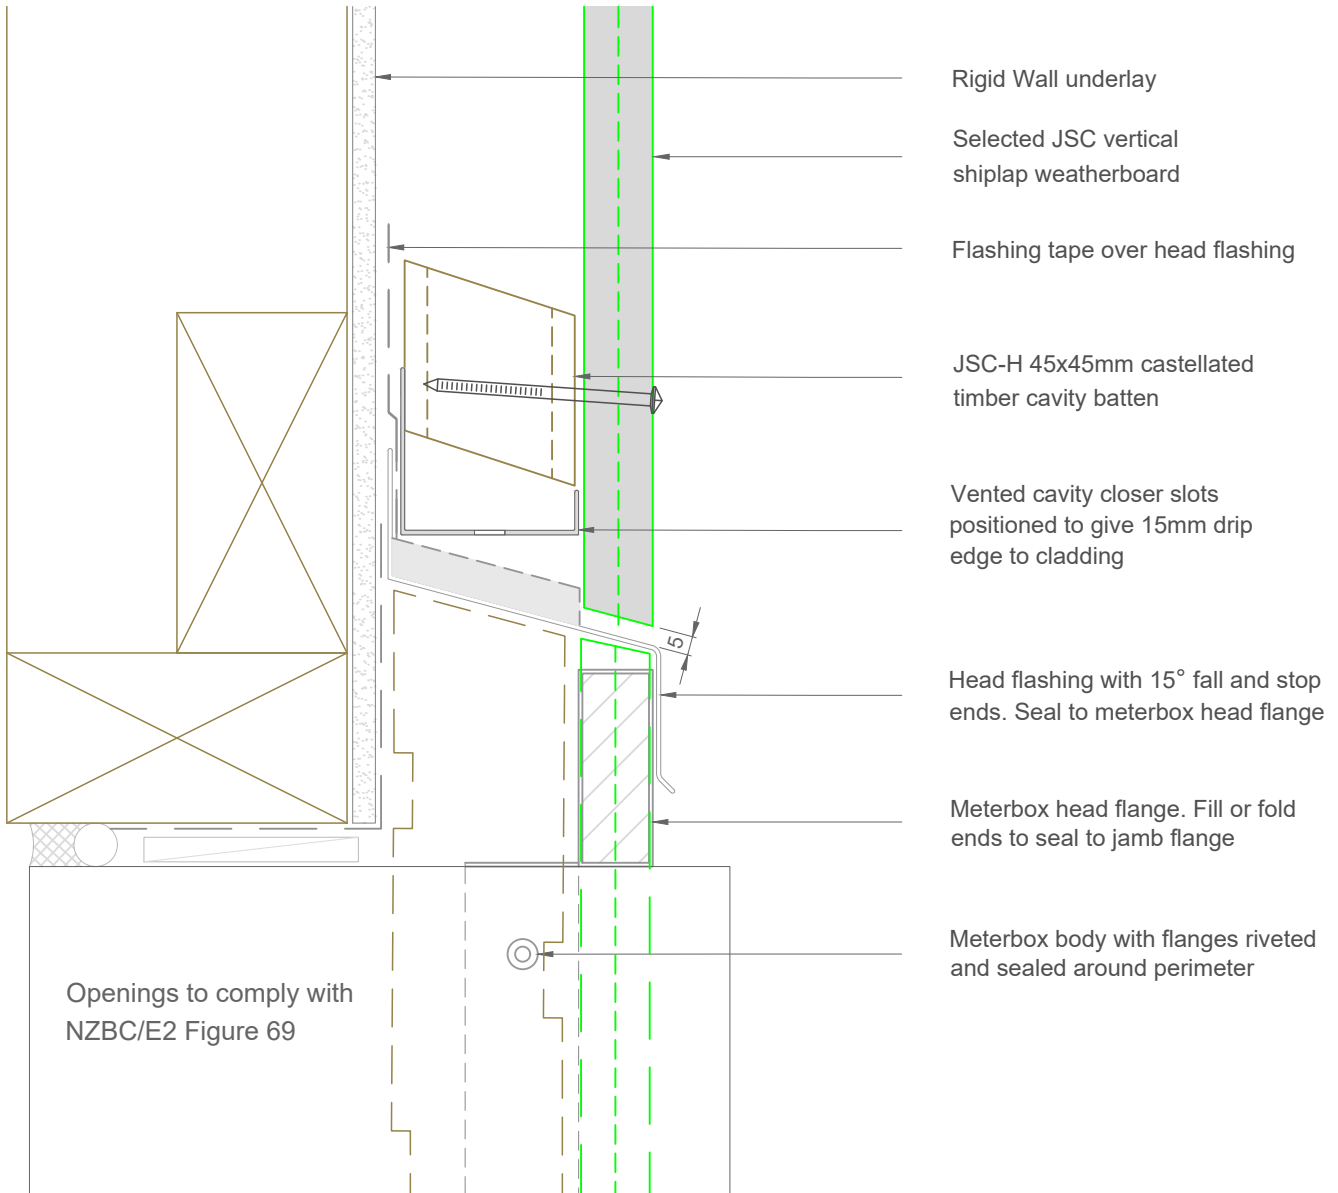 Rigid Wall underlay
Selected JSC vertical
shiplap weatherboard
Flashing tape over head flashing
JSC-H 45x45mm castellated
timber cavity batten
Vented cavity closer slots
positioned to give 15mm drip
edge to cladding
5
Head flashing with 15° fall and stop
ends. Seal to meterbox head flange
Meterbox head flange. Fill or fold
ends to seal to jamb flange
Meterbox body with flanges riveted
and sealed around perimeter
Openings to comply with
NZBC/E2 Figure 69